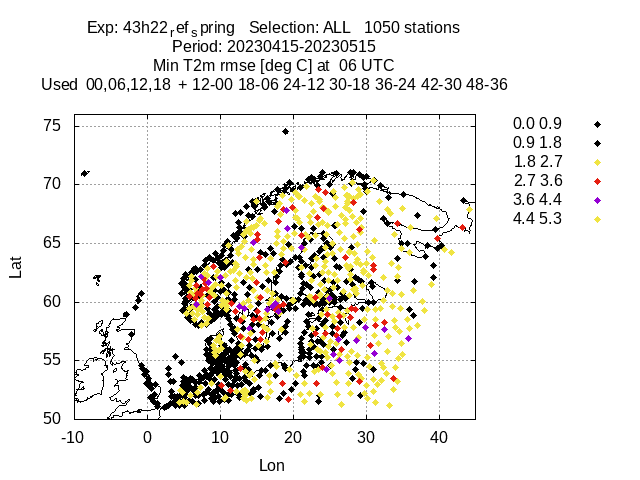 Exp: 43h22refspring Selection: ALL 1050 stations
Period: 20230415-20230515
Min T2m rmse [deg C] at 06 UTC
Used 00,06,12,18 + 12-00 18-06 24-12 30-18 36-24 42-30 48-36
75
70
65
60
55
50
Lat
-10 0 10 20 30 40
Lon
0.0 0.9
0.9 1.8
1.8 2.7
2.7 3.6
3.6 4.4
4.4 5.3